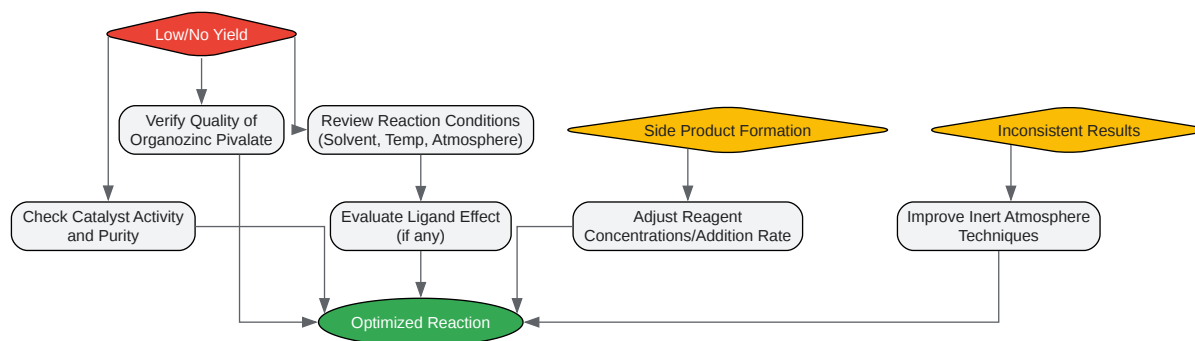 Low/No Yield
Verify Quality of
Organozinc Pivalate
Review Reaction Conditions
(Solvent, Temp, Atmosphere)
Side Product Formation
Inconsistent Results
Check Catalyst Activity
and Purity
Evaluate Ligand Effect
(if any)
Adjust Reagent
Concentrations/Addition Rate
Improve Inert Atmosphere
Techniques
Optimized Reaction